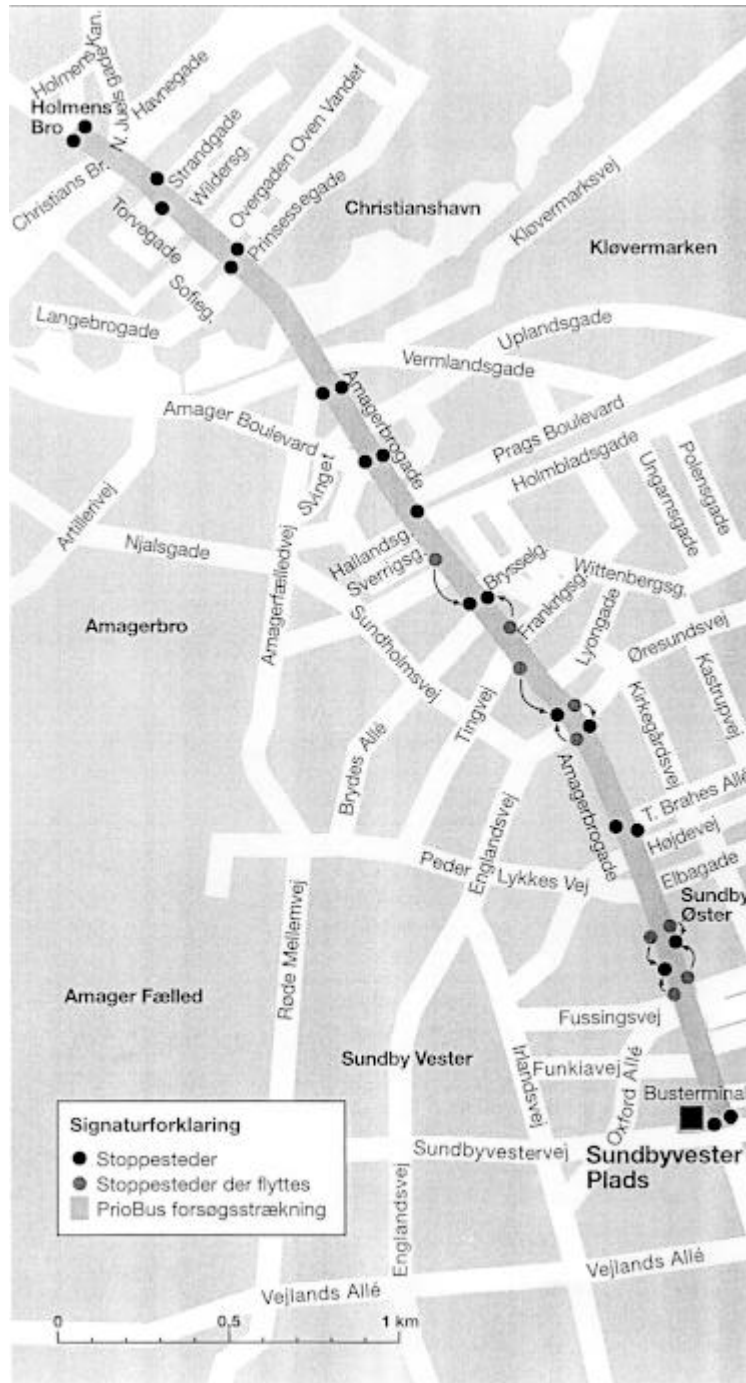 Holmens Kan.
N. Juels gade
Havnegade
Holmens
Bro
Christians Br.
Strandgade
Wildersg.
Overgaden Oven Vandet
Prinsessegade
Torvegade
Sofieg.
Christianshavn
Kløvermarksvej
Kløvermarken
Langebrogade
Uplandsgade
Vermlandsgade
Amager Boulevard
Amagerbrogade
Prags Boulevard
Holmbladsgade
Polensgade
Ungarnsgade
Svinget
Artillerivej
Njalsgade
Amagerfælledvej
Hallandsg.
Sverrigsg.
Brysselg.
Wittenbergsg.
Frankrigsg.
Lyongade
Øresundsvej
Amagerbro
Sundholmsvej
Kastrupvej
Kirkegårdsvej
Tingvej
Brydes Allé
Amagerbrogade
T. Brahes Allé
Højdevej
Englandsvej
Peder Lykkes Vej
Elbagade
Sundby
Øster
Røde Mellemvej
Amager Fælled
Fussingsvej
Sundby Vester
Irlandsvej
Funkiavej
Oxford Allé
Busterminal
Signaturforklaring
Stoppesteder
Stoppesteder der flyttes
PrioBus forsøgsstrækning
Sundbyvestervej
Sundbyvester
Plads
Englandsvej
Vejlands Allé
Vejlands Allé
0 0,5 1 km